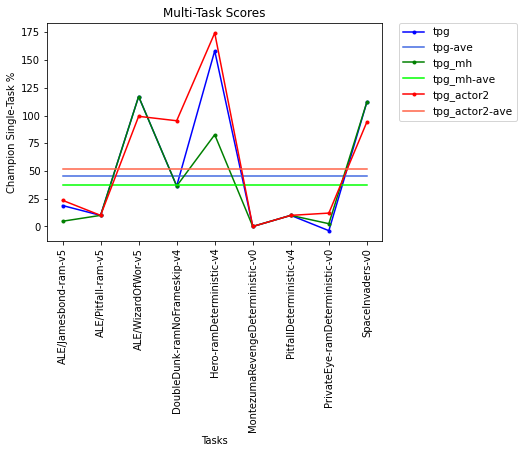 Multi-Task Scores
Champion Single-Task %
175
150
125
100
75
50
25
0
ALE/Jamesbond-ram-v5
ALE/Pitfall-ram-v5
ALE/WizardOfWor-v5
DoubleDunk-ramNoFrameskip-v4
Hero-ramDeterministic-v4
MontezumaRevengeDeterministic-v0
PitfallDeterministic-v4
PrivateEye-ramDeterministic-v0
SpaceInvaders-v0
Tasks
tpg
tpg-ave
tpg_mh
tpg_mh-ave
tpg_actor2
tpg_actor2-ave